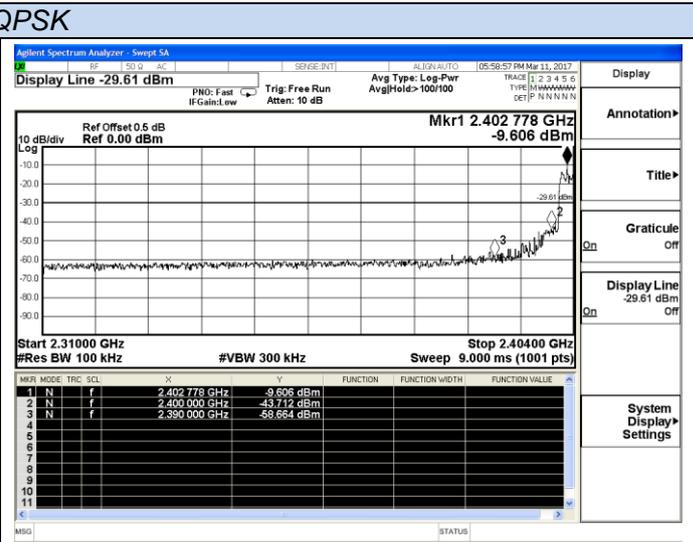 QPSK
Agilent Spectrum Analyzer - Swept SA
LXI RF 50 Ω AC SENSE:INT ALIGN AUTO 05:58:57 PM Mar 11, 2017
Display Line -29.61 dBm
PNO: Fast Trig: Free Run Avg Type: Log-Pwr TRACE 1 2 3 4 5 6
IFGain:Low Atten: 10 dB Avg|Hold:> 100/100 TYPE M WWWWW
DET P N N N N N
Mkr1 2.402 778 GHz
-9.606 dBm
Ref Offset 0.5 dB
10 dB/div Ref 0.00 dBm
Log
-10.0
-20.0
-30.0
-40.0
-50.0
-60.0
-70.0
-80.0
-90.0
-29.61 dBm
2
3
Start 2.31000 GHz Stop 2.40400 GHz
#Res BW 100 kHz #VBW 300 kHz Sweep 9.000 ms (1001 pts)
MKR MODE TRC SCL X Y FUNCTION FUNCTION WIDTH FUNCTION VALUE
1 N f 2.402 778 GHz -9.606 dBm
2 N f 2.400 000 GHz -43.712 dBm
3 N f 2.390 000 GHz -58.664 dBm
4
5
6
7
8
9
10
11
MSG STATUS
Display
Annotation
Title
Graticule
On Off
Display Line
-29.61 dBm
On Off
System
Display
Settings